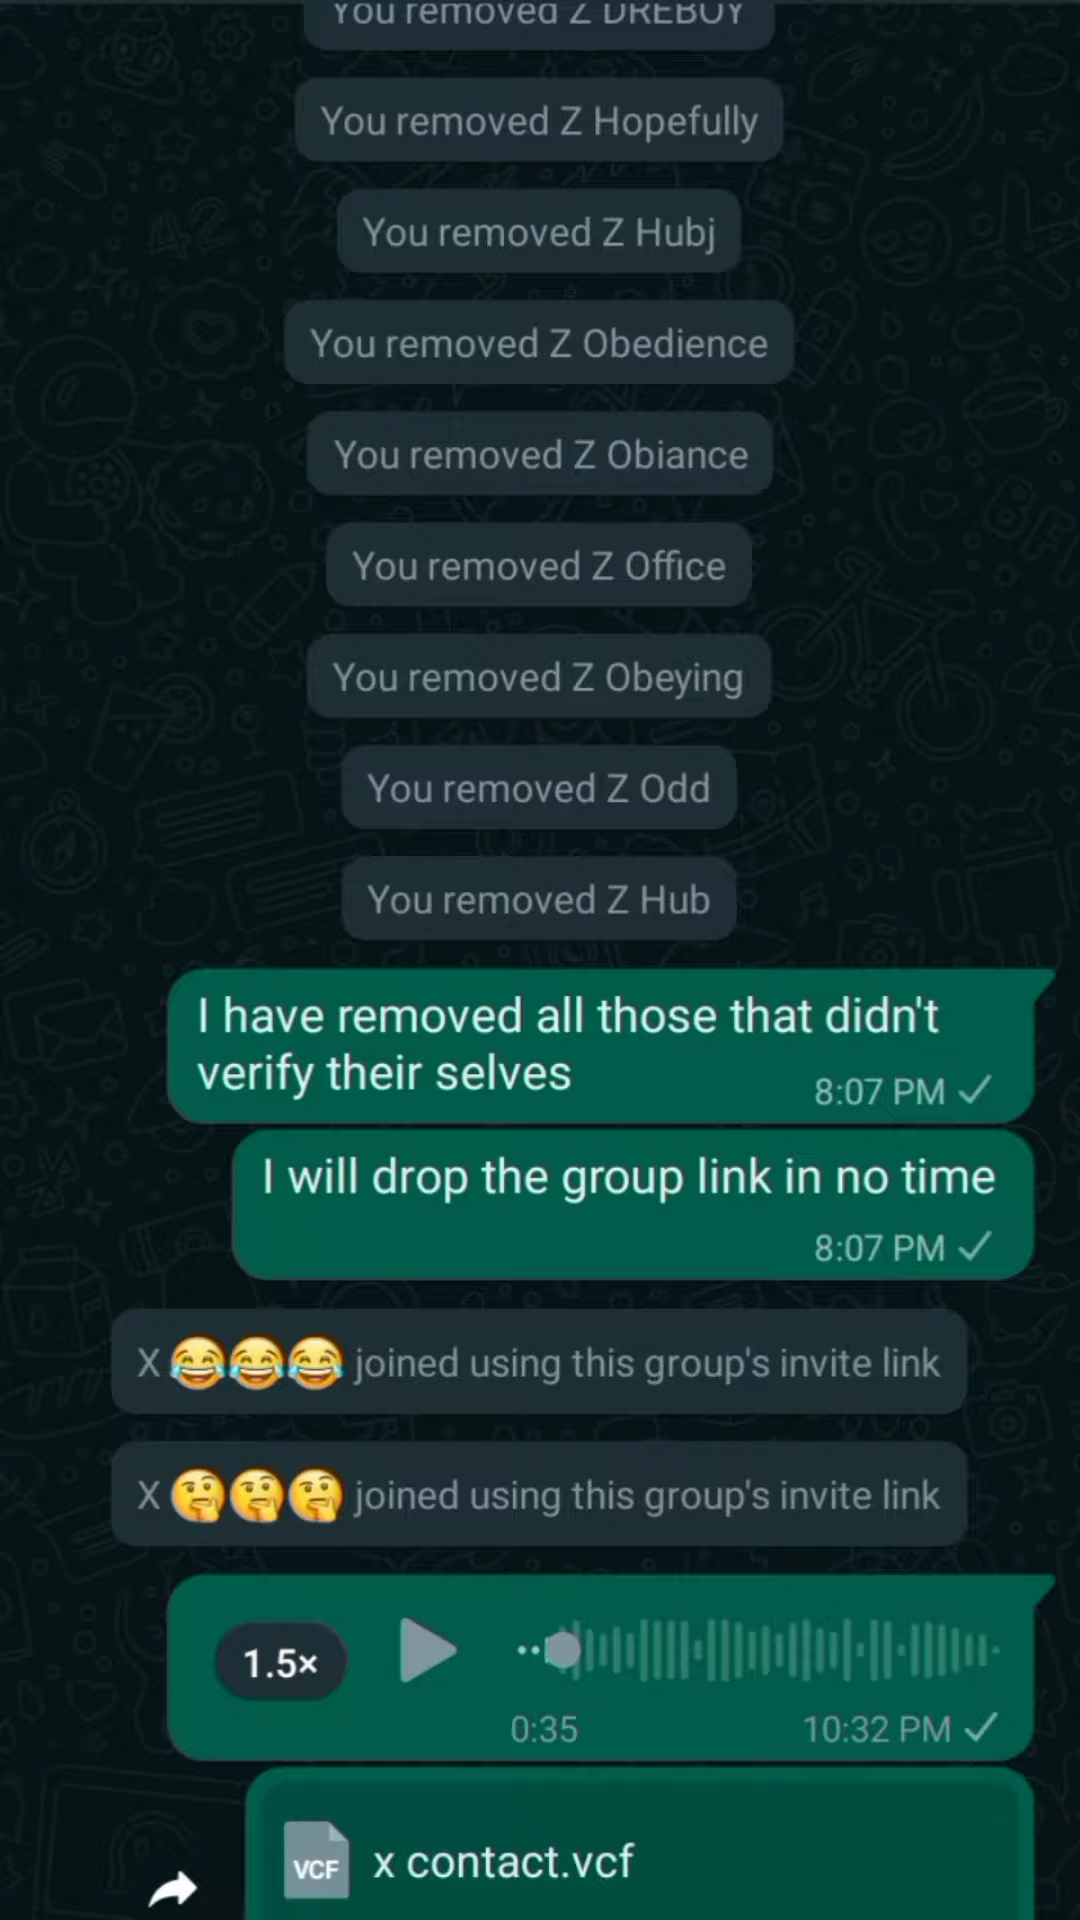 You removed Z DREBOY
You removed Z Hopefully
You removed Z Hubj
You removed Z Obedience
You removed Z Obiance
You removed Z Office
You removed Z Obeying
You removed Z Odd
You removed Z Hub
I have removed all those that didn't
verify their selves
8:07 PM
I will drop the group link in no time
8:07 PM
X 😂😂😂 joined using this group's invite link
X 🤔🤔🤔 joined using this group's invite link
1.5×
0:35
10:32 PM
VCF
x contact.vcf